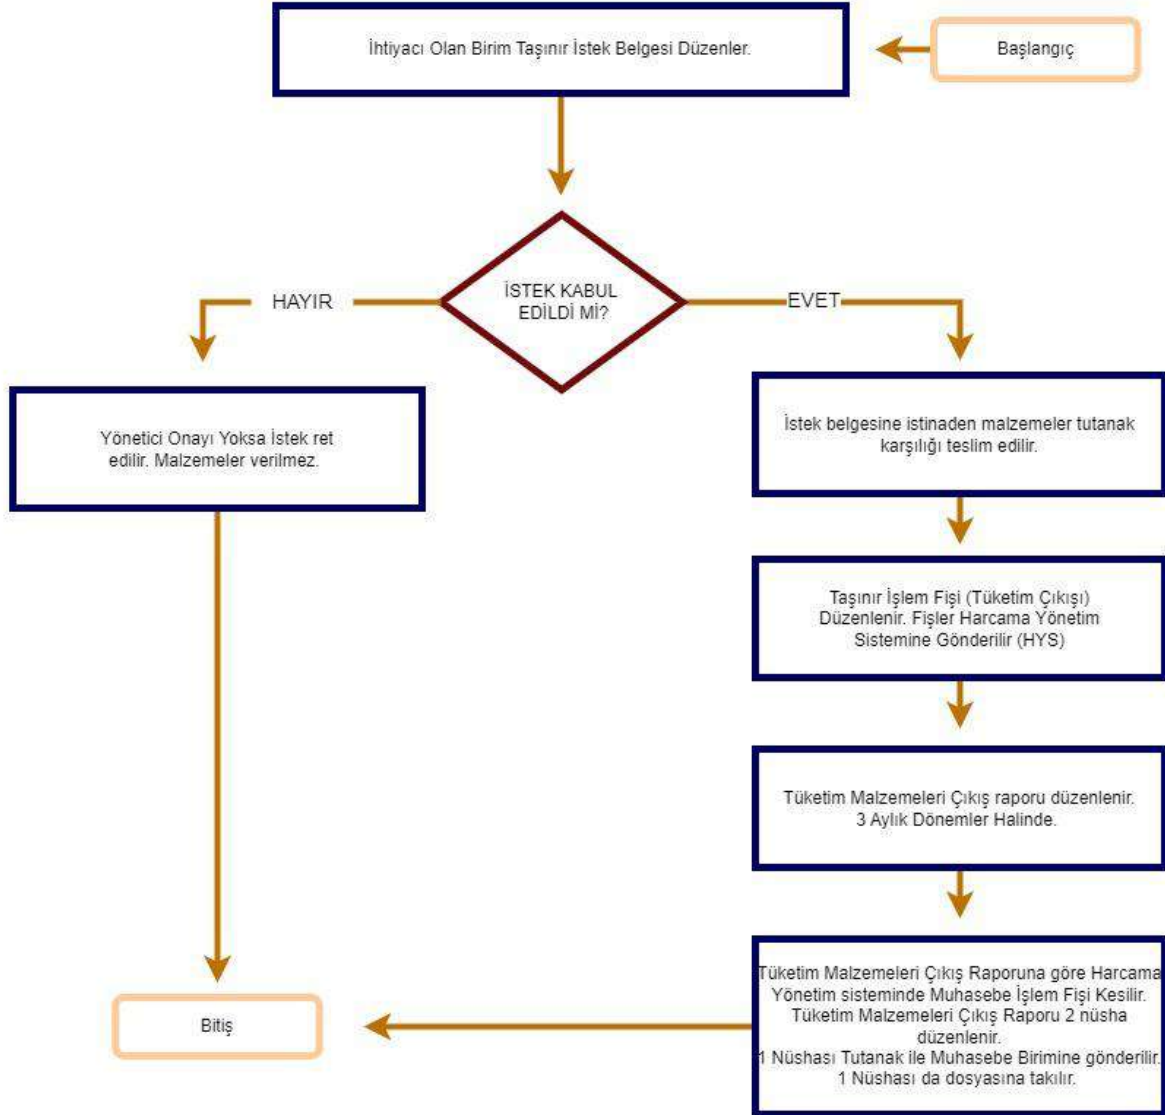 İhtiyacı Olan Birim Taşınır İstek Belgesi Düzenler.
Başlangıç
İSTEK KABUL
EDİLDİ Mİ?
HAYIR
EVET
Yönetici Onayı Yoksa İstek ret
edilir. Malzemeler verilmez.
İstek belgesine istinaden malzemeler tutanak
karşılığı teslim edilir.
Taşınır İşlem Fişi (Tüketim Çıkışı)
Düzenlenir. Fişler Harcama Yönetim
Sistemine Gönderilir (HYS)
Tüketim Malzemeleri Çıkış raporu düzenlenir.
3 Aylık Dönemler Halinde.
Tüketim Malzemeleri Çıkış Raporuna göre Harcama
Yönetim sisteminde Muhasebe İşlem Fişi Kesilir.
Tüketim Malzemeleri Çıkış Raporu 2 nüsha
düzenlenir.
1 Nüshası Tutanak ile Muhasebe Birimine gönderilir.
1 Nüshası da dosyasına takılır.
Bitiş